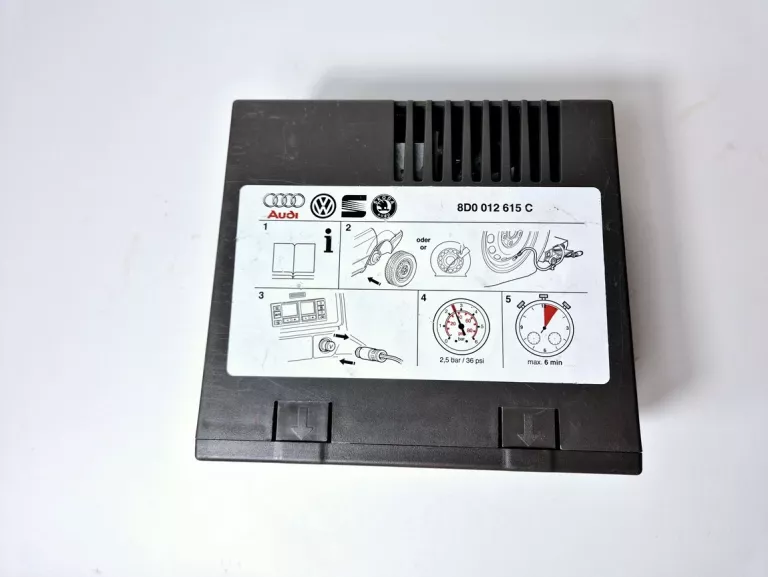 Audi
8D0 012 615 C
1
i
2
oder
or
3
4
bar
2,5 bar / 36 psi
5
max. 6 min